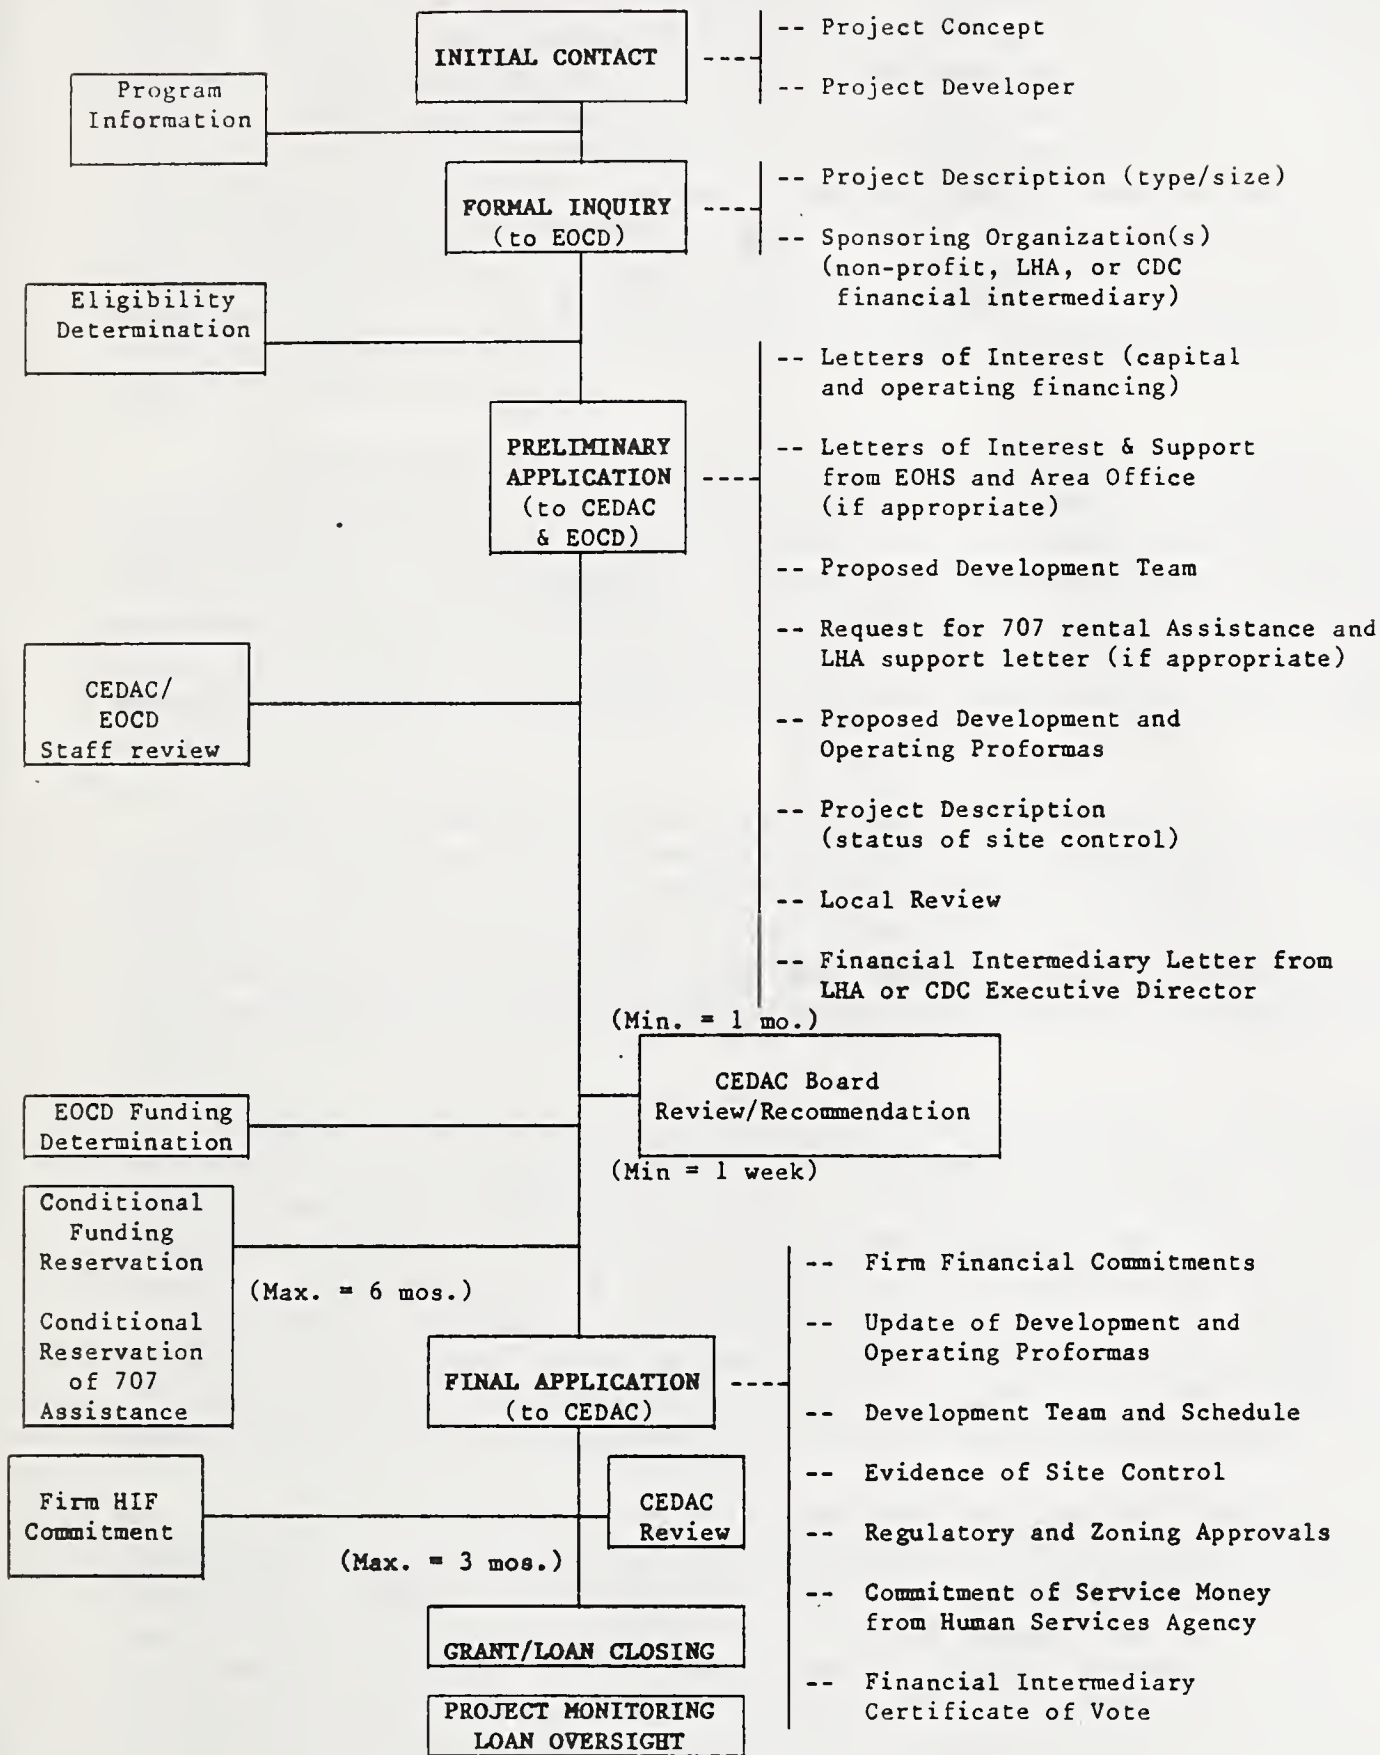 INITIAL CONTACT
-- Project Concept
-- Project Developer
Program
Information
FORMAL INQUIRY
(to EOCD)
-- Project Description (type/size)
-- Sponsoring Organization(s)
(non-profit, LHA, or CDC
financial intermediary)
Eligibility
Determination
PRELIMINARY
APPLICATION
(to CEDAC
& EOCD)
-- Letters of Interest (capital
and operating financing)
-- Letters of Interest & Support
from EOHS and Area Office
(if appropriate)
-- Proposed Development Team
-- Request for 707 rental Assistance and
LHA support letter (if appropriate)
-- Proposed Development and
Operating Proformas
-- Project Description
(status of site control)
-- Local Review
-- Financial Intermediary Letter from
LHA or CDC Executive Director
CEDAC/
EOCD
Staff review
(Min. = 1 mo.)
CEDAC Board
Review/Recommendation
(Min = 1 week)
EOCD Funding
Determination
Conditional
Funding
Reservation
Conditional
Reservation
of 707
Assistance
(Max. = 6 mos.)
FINAL APPLICATION
(to CEDAC)
-- Firm Financial Commitments
-- Update of Development and
Operating Proformas
-- Development Team and Schedule
-- Evidence of Site Control
-- Regulatory and Zoning Approvals
-- Commitment of Service Money
from Human Services Agency
-- Financial Intermediary
Certificate of Vote
Firm HIF
Commitment
CEDAC
Review
(Max. = 3 mos.)
GRANT/LOAN CLOSING
PROJECT MONITORING
LOAN OVERSIGHT